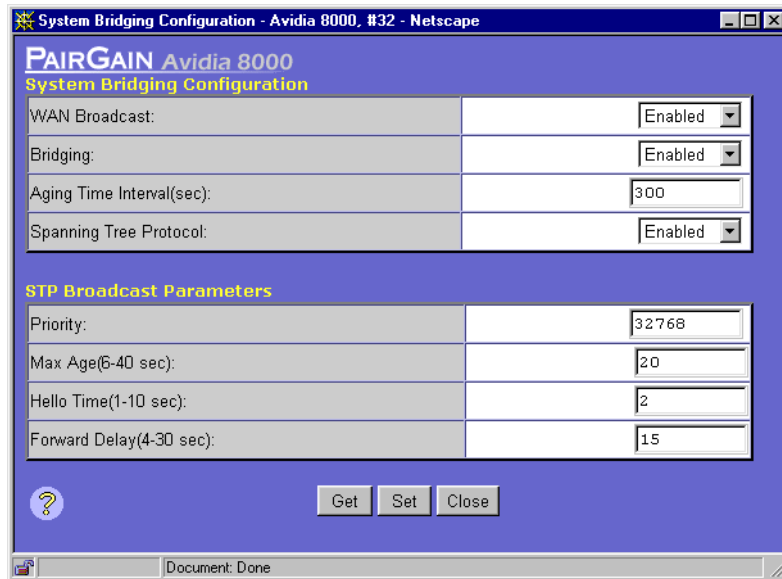 System Bridging Configuration - Avidia 8000, #32 - Netscape
PAIRGAIN Avidia 8000
System Bridging Configuration
WAN Broadcast: Enabled
Bridging: Enabled
Aging Time Interval(sec): 300
Spanning Tree Protocol: Enabled
STP Broadcast Parameters
Priority: 32768
Max Age(6-40 sec): 20
Hello Time(1-10 sec): 2
Forward Delay(4-30 sec): 15
? Get Set Close
Document: Done